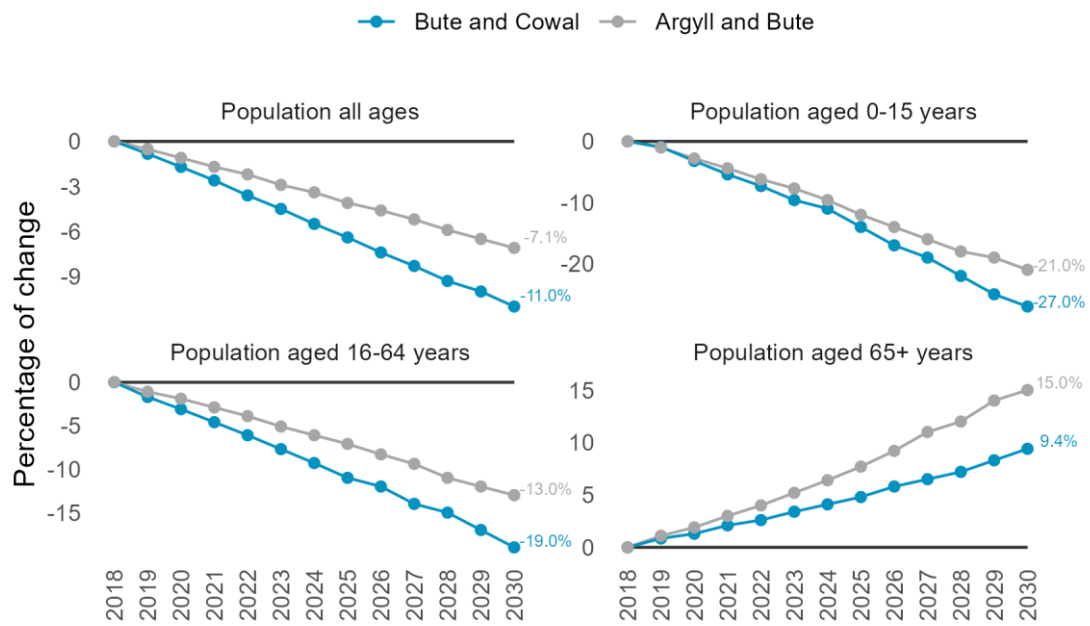 Bute and Cowal Argyll and Bute
Percentage of change
Population all ages
0
-3
-6
-9
-7.1%
-11.0%
Population aged 0-15 years
0
-10
-20
-21.0%
-27.0%
Population aged 16-64 years
0
-5
-10
-15
-13.0%
-19.0%
2018 2019 2020 2021 2022 2023 2024 2025 2026 2027 2028 2029 2030
Population aged 65+ years
15
10
5
0
15.0%
9.4%
2018 2019 2020 2021 2022 2023 2024 2025 2026 2027 2028 2029 2030